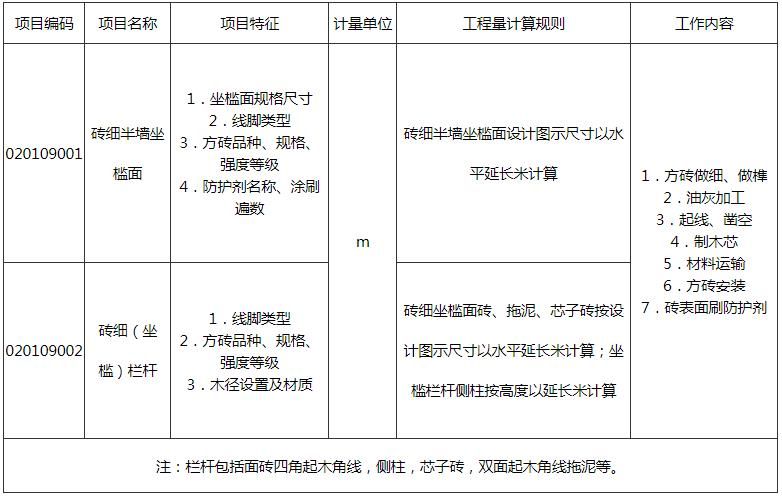 项目编码 项目名称 项目特征 计量单位 工程量计算规则 工作内容
020109001
砖细半墙坐
槛面
1．坐槛面规格尺寸
2．线脚类型
3．方砖品种、规格、
强度等级
4．防护剂名称、涂刷
遍数
m
砖细半墙坐槛面设计图示尺寸以水
平延长米计算
1．方砖做细、做榫
2．油灰加工
3．起线、凿空
4．制木芯
5．材料运输
6．方砖安装
7．砖表面刷防护剂
020109002
砖细（坐
槛）栏杆
1．线脚类型
2．方砖品种、规格、
强度等级
3．木径设置及材质
砖细坐槛面砖、拖泥、芯子砖按设
计图示尺寸以水平延长米计算；坐
槛栏杆侧柱按高度以延长米计算
注：栏杆包括面砖四角起木角线，侧柱，芯子砖，双面起木角线拖泥等。